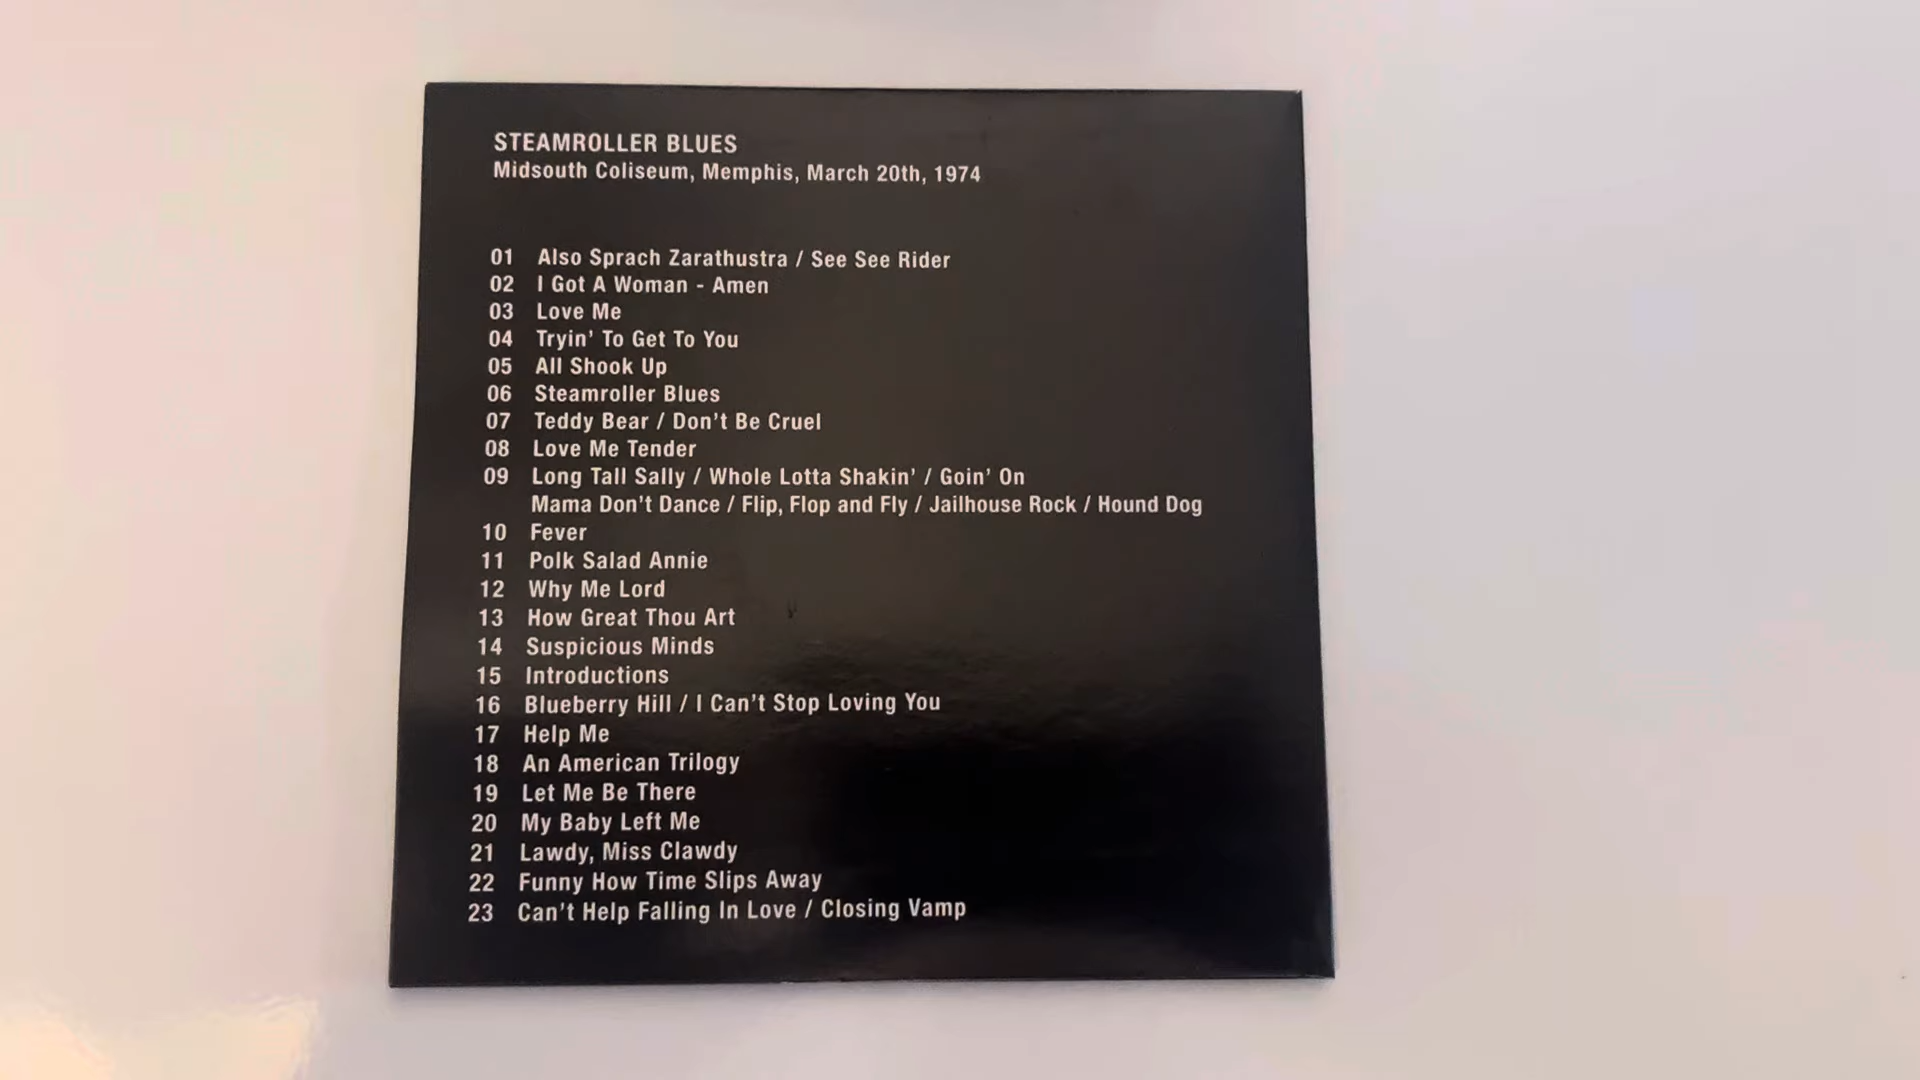 STEAMROLLER BLUES
Midsouth Coliseum, Memphis, March 20th, 1974
01 Also Sprach Zarathustra / See See Rider
02 I Got A Woman - Amen
03 Love Me
04 Tryin' To Get To You
05 All Shook Up
06 Steamroller Blues
07 Teddy Bear / Don't Be Cruel
08 Love Me Tender
09 Long Tall Sally / Whole Lotta Shakin' / Goin' On
Mama Don't Dance / Flip, Flop and Fly / Jailhouse Rock / Hound Dog
10 Fever
11 Polk Salad Annie
12 Why Me Lord
13 How Great Thou Art
14 Suspicious Minds
15 Introductions
16 Blueberry Hill / I Can't Stop Loving You
17 Help Me
18 An American Trilogy
19 Let Me Be There
20 My Baby Left Me
21 Lawdy, Miss Clawdy
22 Funny How Time Slips Away
23 Can't Help Falling In Love / Closing Vamp